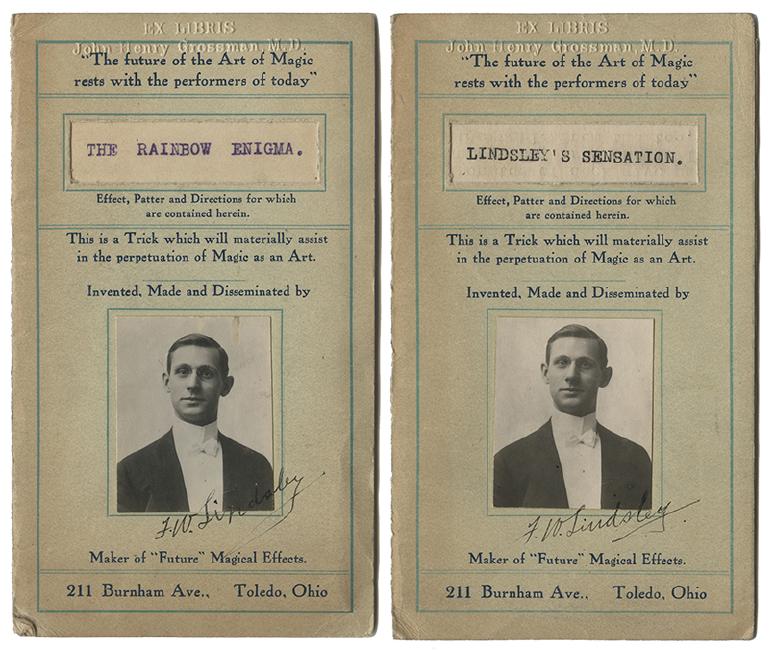 EX LIBRIS
John Henry Grossman, M.D.
"The future of the Art of Magic
rests with the performers of today"
THE RAINBOW ENIGMA.
Effect, Patter and Directions for which
are contained herein.
This is a Trick which will materially assist
in the perpetuation of Magic as an Art.
Invented, Made and Disseminated by
F.W. Lindsley
Maker of "Future" Magical Effects.
211 Burnham Ave., Toledo, Ohio
EX LIBRIS
John Henry Grossman, M.D.
"The future of the Art of Magic
rests with the performers of today"
LINDSLEY'S SENSATION.
Effect, Patter and Directions for which
are contained herein.
This is a Trick which will materially assist
in the perpetuation of Magic as an Art.
Invented, Made and Disseminated by
F.W. Lindsley
Maker of "Future" Magical Effects.
211 Burnham Ave., Toledo, Ohio